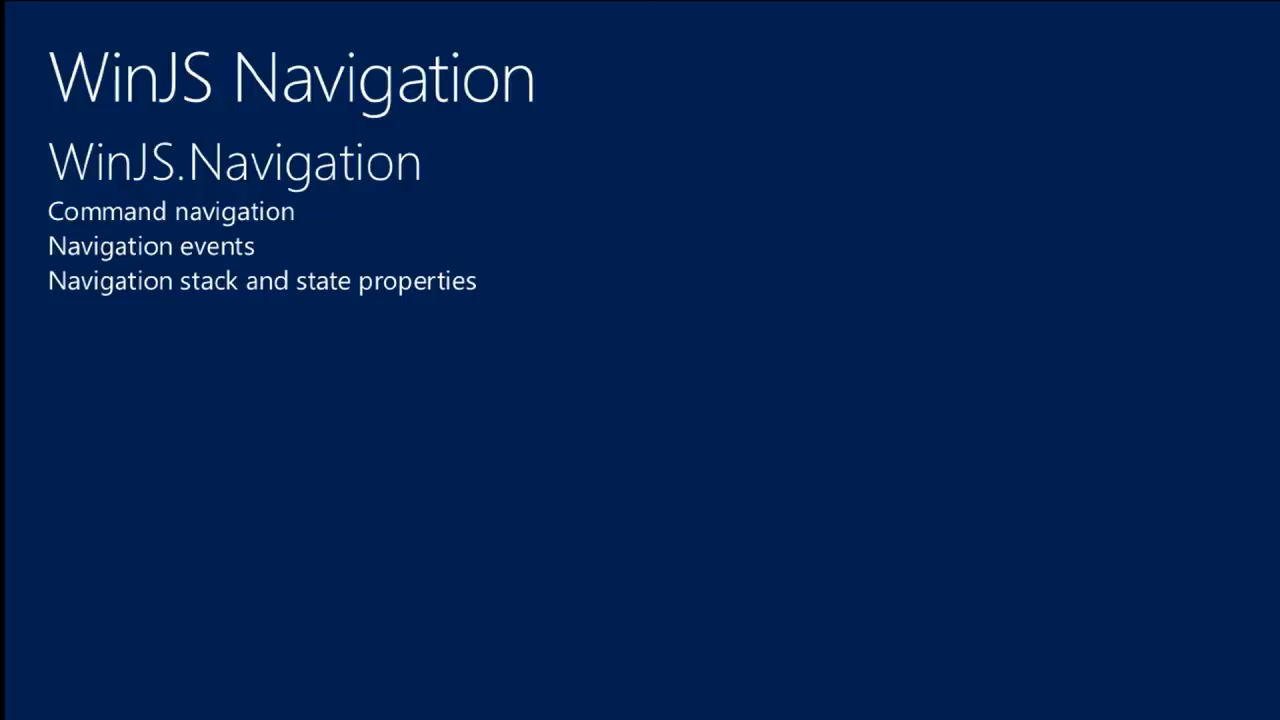 WinJS Navigation
WinJS.Navigation
Command navigation
Navigation events
Navigation stack and state properties